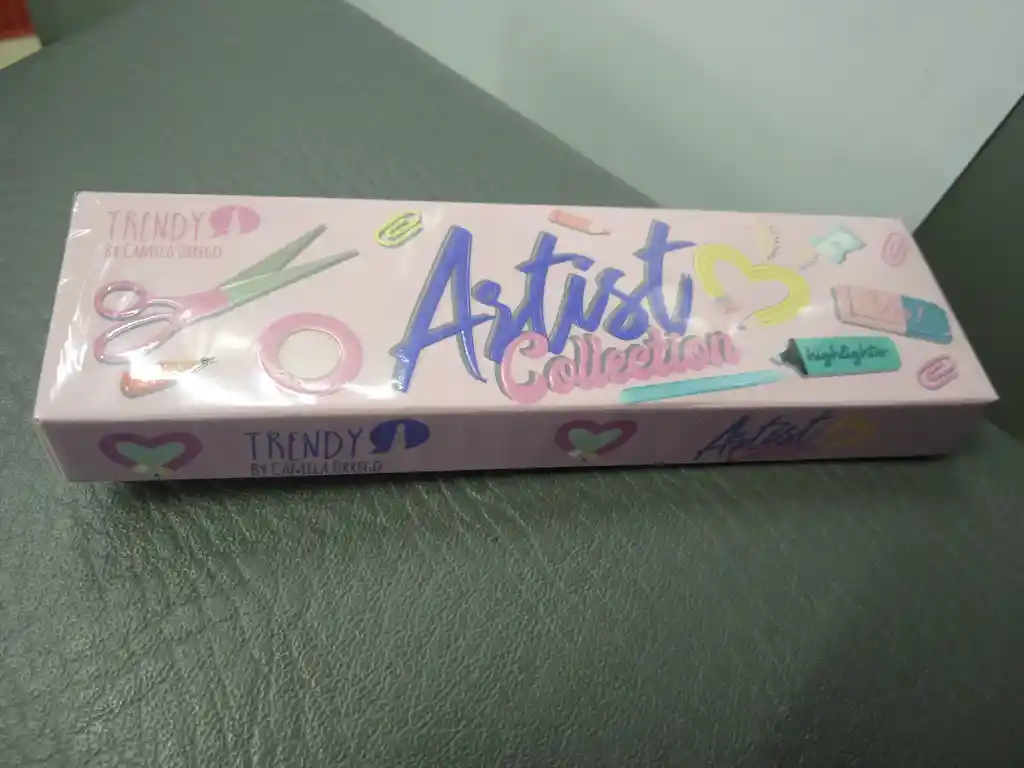 TRENDY
BY CAMILA ORREGO
Artist
Collection
highlighter
TRENDY
BY CAMILA ORREGO
Artist